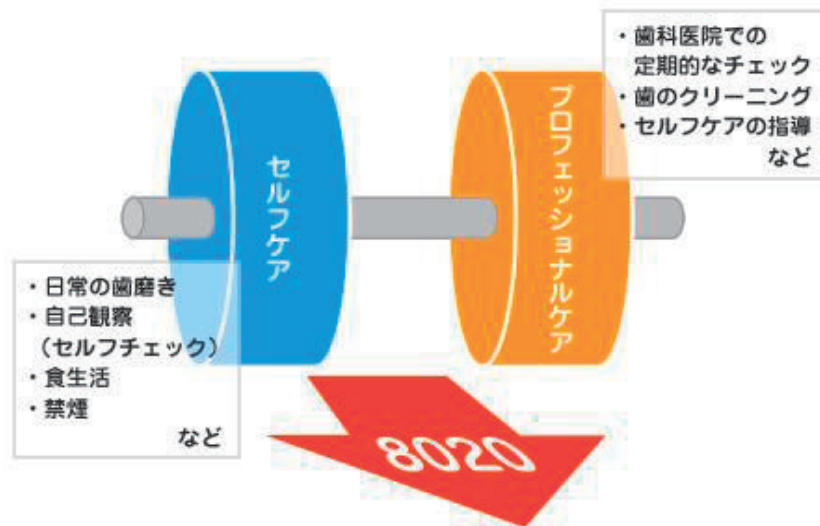 ・歯科医院での
定期的なチェック
・歯のクリーニング
・セルフケアの指導
など
セルフケア
プロフェッショナルケア
・日常の歯磨き
・自己観察
（セルフチェック）
・食生活
・禁煙
など
8020